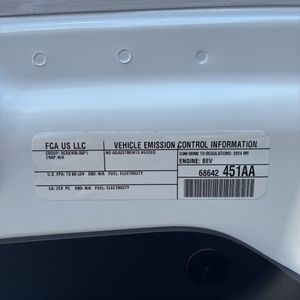 FCA US LLC
VEHICLE EMISSION CONTROL INFORMATION
NO ADJUSTMENTS NEEDED
CONFORMS TO REGULATIONS: 2024 MY
EVAP: N/A
ENGINE: BEV
U.S. EPA: T3 B0 LDV OBD: N/A FUEL: ELECTRICITY
68642 451AA
CA: ZEV PC OBD: N/A FUEL: ELECTRICITY